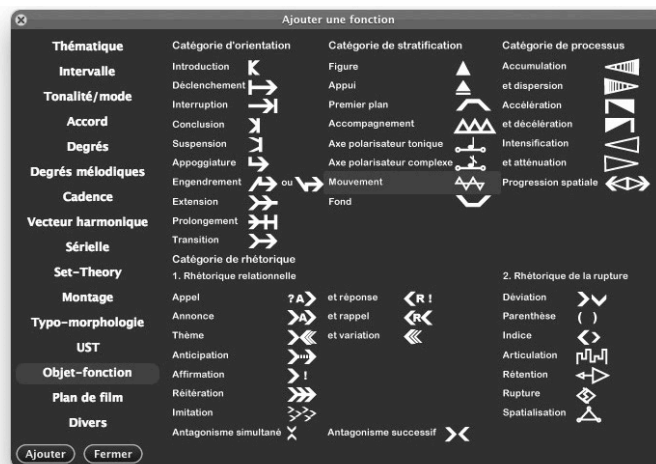 Ajouter une fonction
Thématique
Intervalle
Tonalité/mode
Accord
Degrés
Degrés mélodiques
Cadence
Vecteur harmonique
Sérielle
Set-Theory
Montage
Typo-morphologie
UST
Objet-fonction
Plan de film
Divers
Ajouter
Fermer
Catégorie d'orientation
Introduction
Déclenchement
Interruption
Conclusion
Suspension
Appoggiature
Engendrement ou
Extension
Prolongement
Transition
Catégorie de stratification
Figure
Appui
Premier plan
Accompagnement
Axe polarisateur tonique
Axe polarisateur complexe
Mouvement
Fond
Catégorie de processus
Accumulation
et dispersion
Accélèration
et décélération
Intensification
et atténuation
Progression spatiale
Catégorie de rhétorique
1. Rhétorique relationnelle
Appel ?A et réponse R !
Annonce A et rappel R
Thème et variation
Anticipation
Affirmation !
Réitération
Imitation
Antagonisme simultané Antagonisme successif
2. Rhétorique de la rupture
Déviation
Parenthèse ( )
Indice
Articulation
Rétention
Rupture
Spatialisation